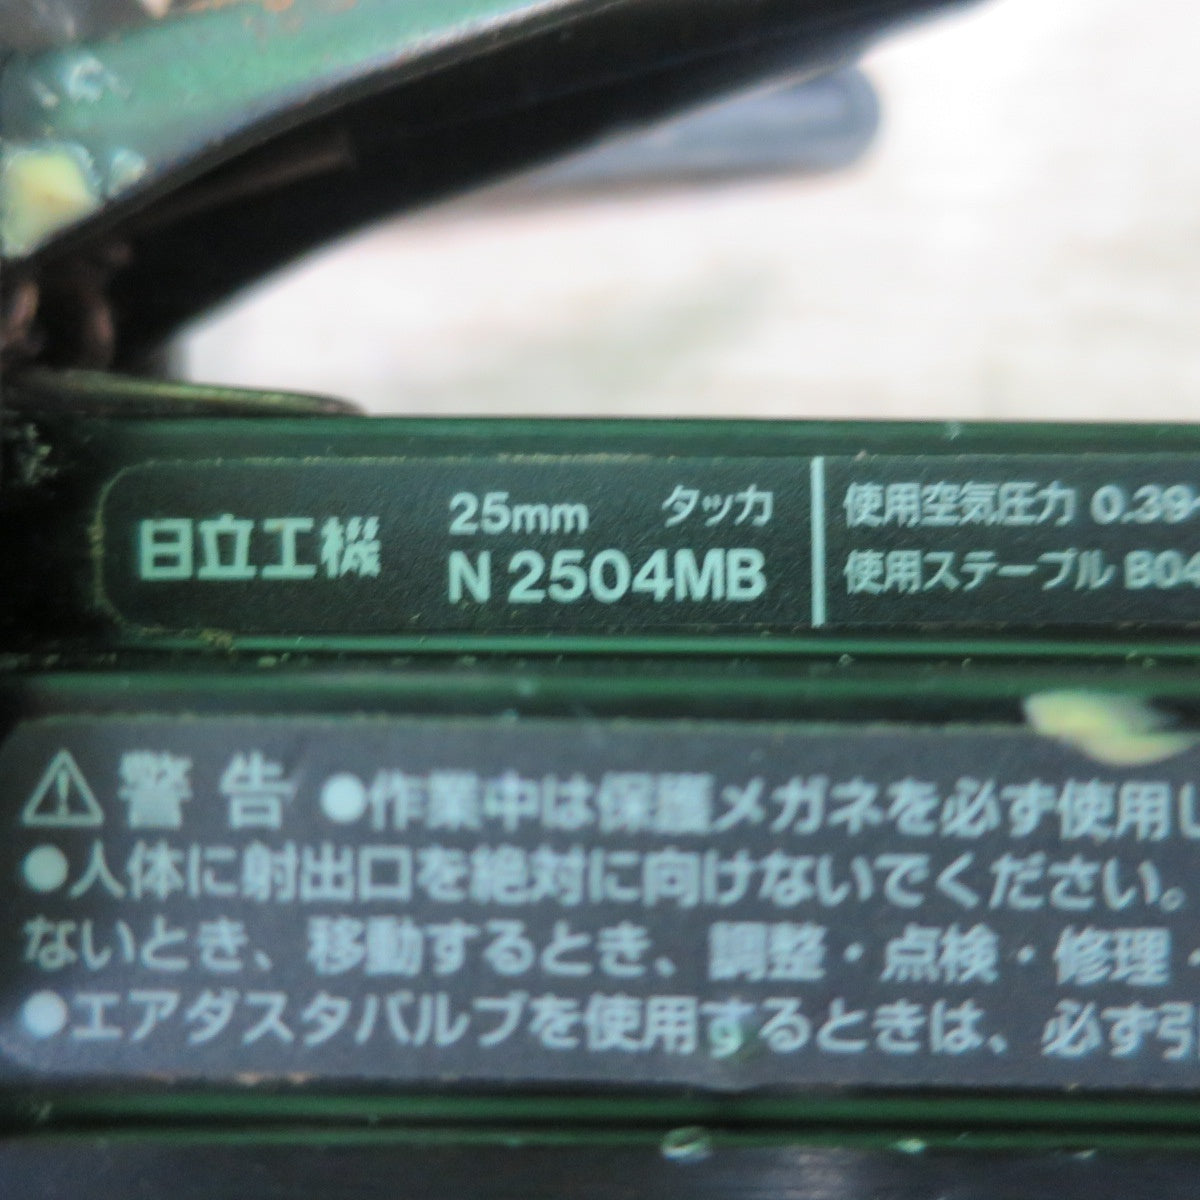 日立工機
25mm タッカ
N 2504MB
使用空気圧力 0.39
使用ステープル B04
警告 ●作業中は保護メガネを必ず使用し
●人体に射出口を絶対に向けないでください。
ないとき、移動するとき、調整・点検・修理・
●エアダスタバルブを使用するときは、必ず引